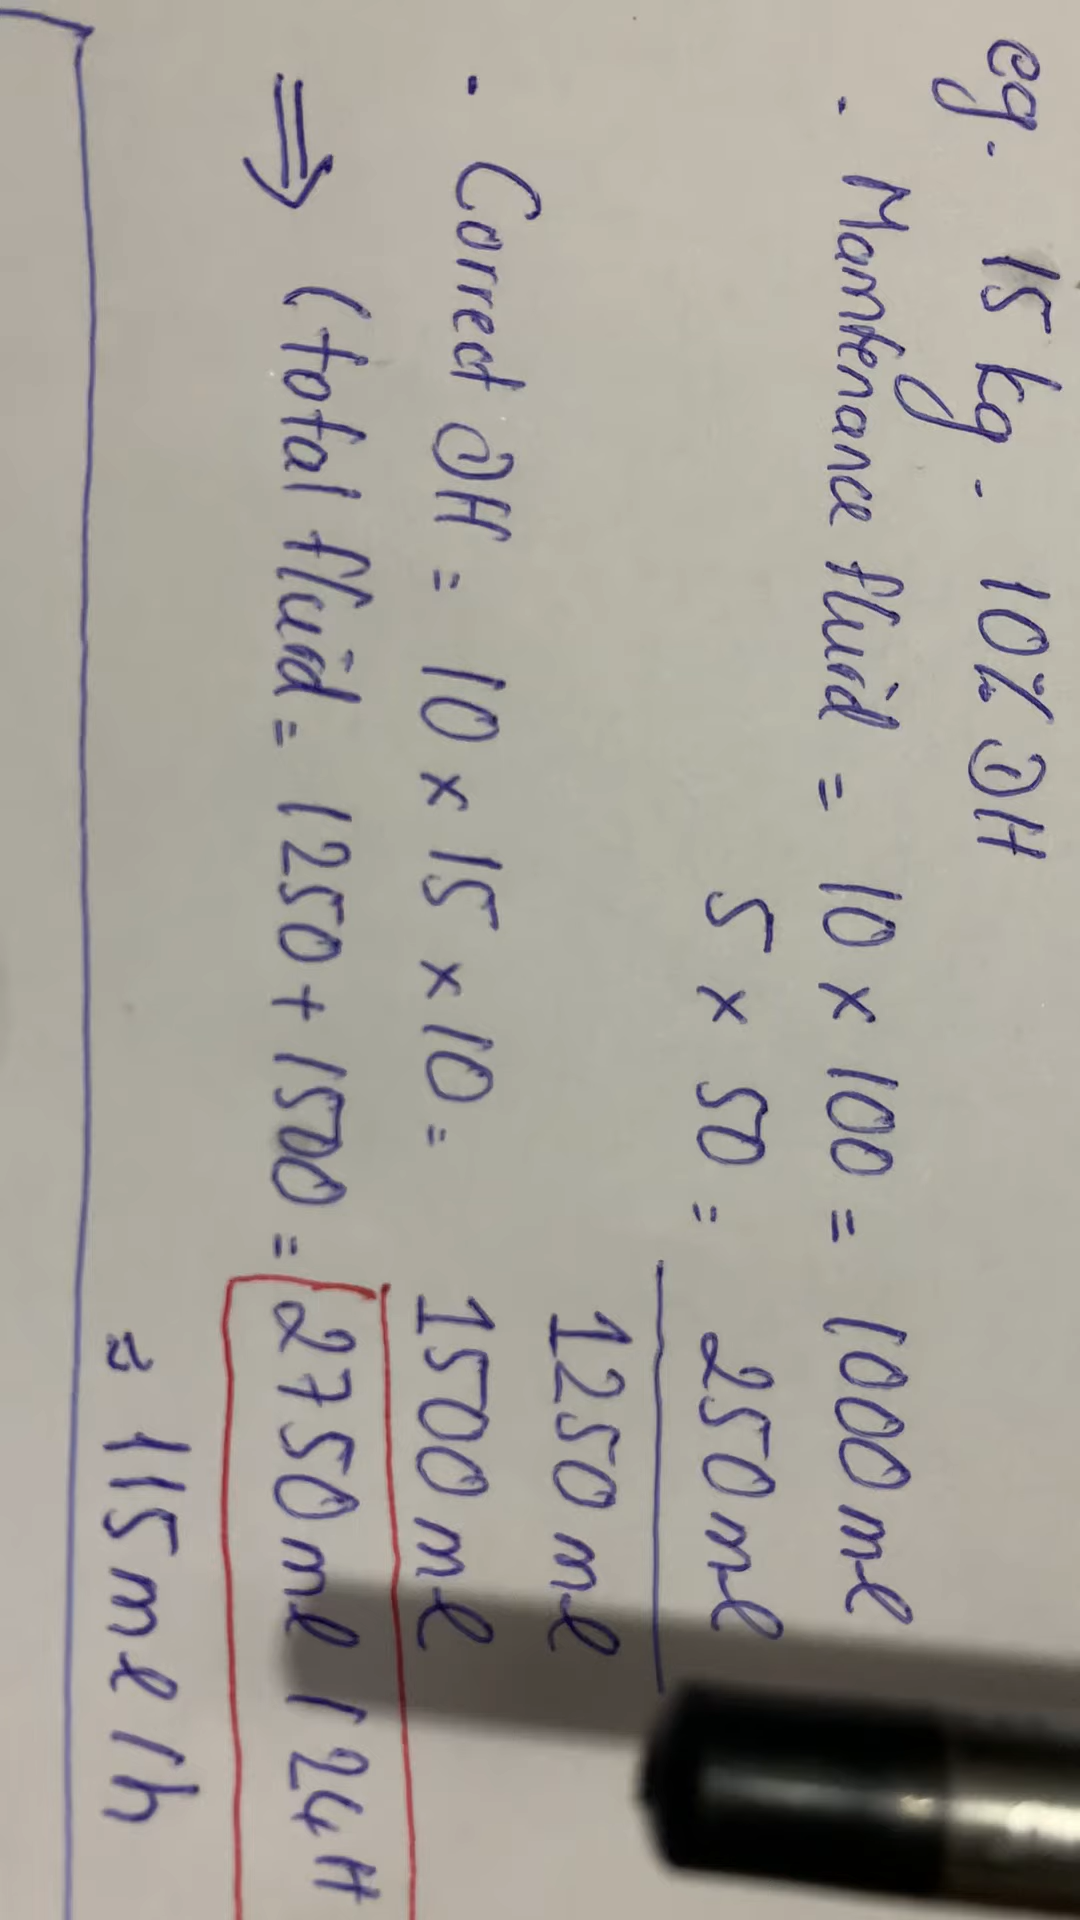 eg. 15 kg. 10% DH
. Maintenance fluid = 10 x 100 = 1000 ml
5 x 50 = 250 ml
1250 ml
. Correct DH = 10 x 15 x 10 = 1500 ml
⇒ (total fluid = 1250 + 1500 = 2750 ml / 24H
≈ 115 ml / h